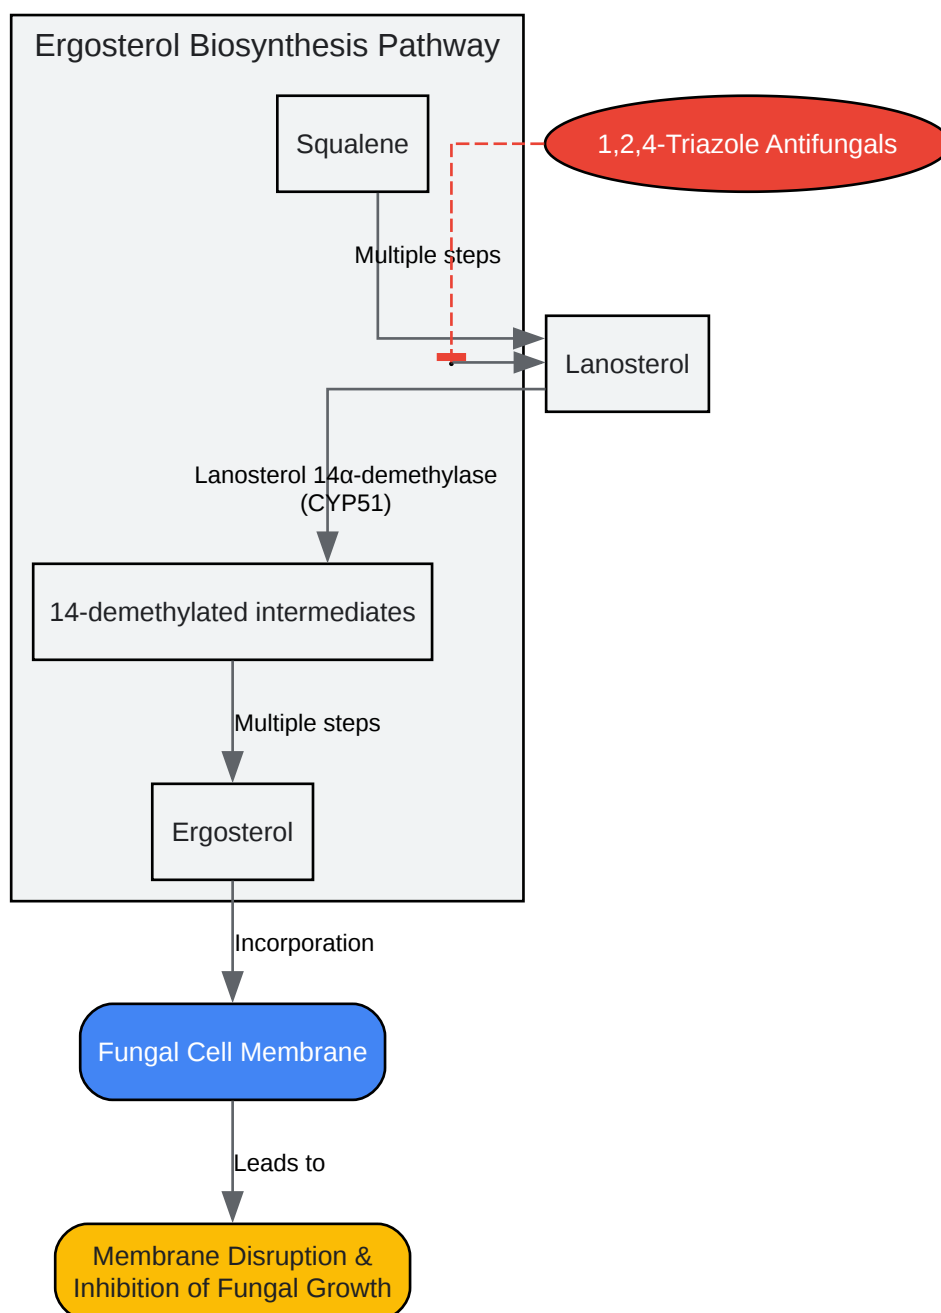 Ergosterol Biosynthesis Pathway
Squalene
1,2,4-Triazole Antifungals
Multiple steps
Lanosterol
Lanosterol 14α-demethylase
(CYP51)
14-demethylated intermediates
Multiple steps
Ergosterol
Incorporation
Fungal Cell Membrane
Leads to
Membrane Disruption &
Inhibition of Fungal Growth